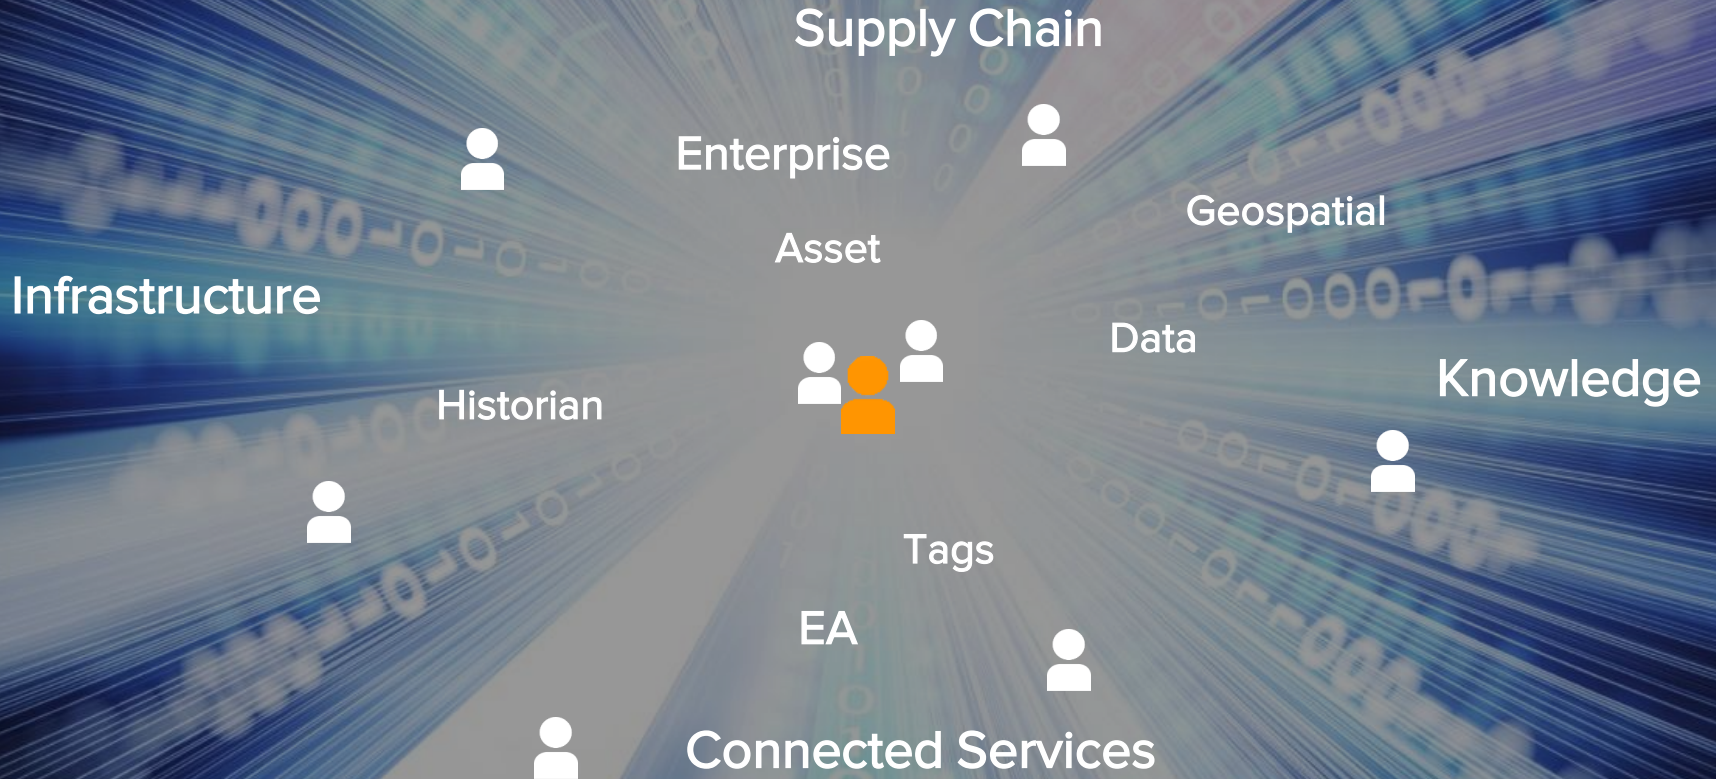 Supply Chain
Enterprise
Geospatial
Asset
Infrastructure
Data
Knowledge
Historian
Tags
EA
Connected Services